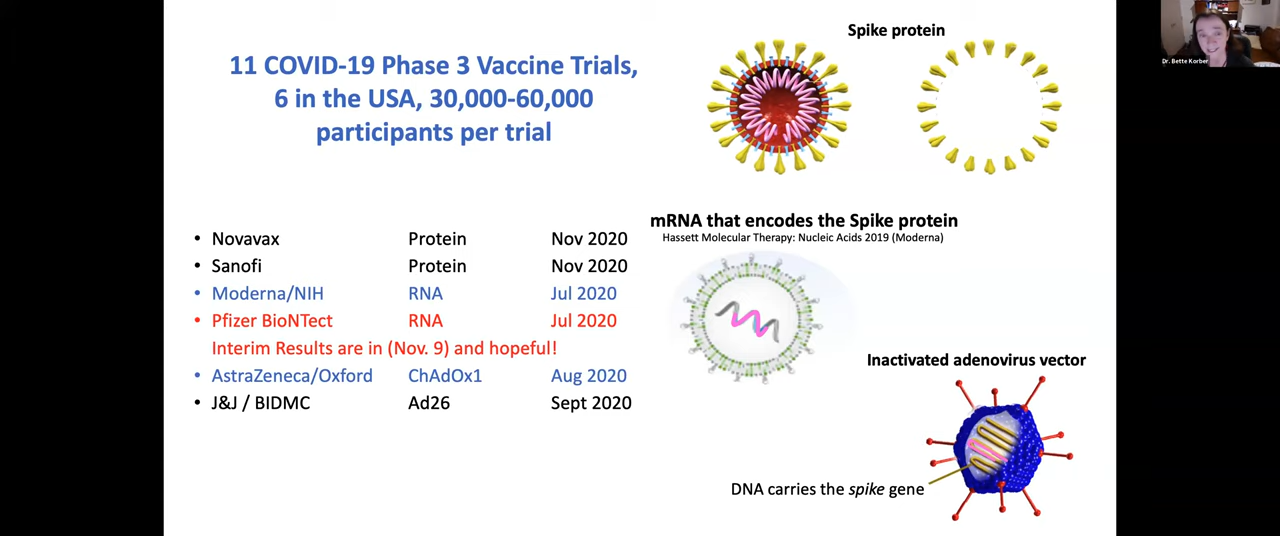 11 COVID-19 Phase 3 Vaccine Trials,
6 in the USA, 30,000-60,000
participants per trial
Spike protein
Dr. Bette Korber
• Novavax Protein Nov 2020
• Sanofi Protein Nov 2020
• Moderna/NIH RNA Jul 2020
• Pfizer BioNTect RNA Jul 2020
Interim Results are in (Nov. 9) and hopeful!
• AstraZeneca/Oxford ChAdOx1 Aug 2020
• J&J / BIDMC Ad26 Sept 2020
mRNA that encodes the Spike protein
Hassett Molecular Therapy: Nucleic Acids 2019 (Moderna)
Inactivated adenovirus vector
DNA carries the spike gene